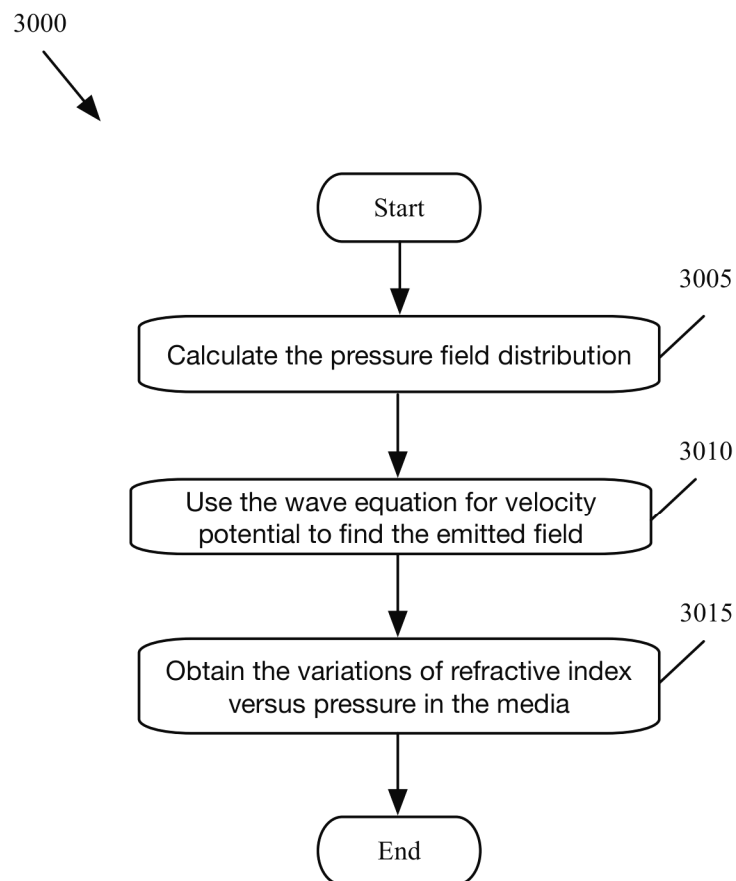 3000
Start
3005
Calculate the pressure field distribution
3010
Use the wave equation for velocity
potential to find the emitted field
3015
Obtain the variations of refractive index
versus pressure in the media
End